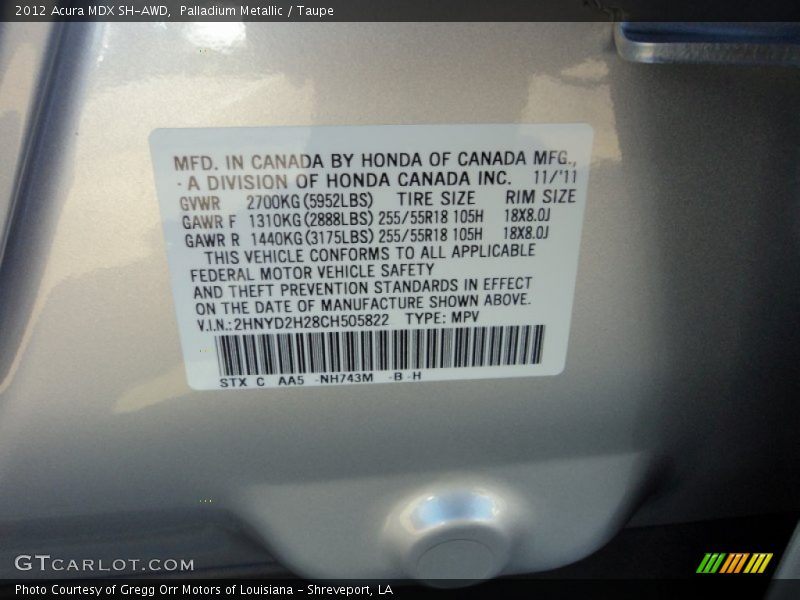 2012 Acura MDX SH-AWD,  Palladium Metallic / Taupe
MFD. IN CANADA BY HONDA OF CANADA MFG.,
· A DIVISION OF HONDA CANADA INC.   11/'11
GVWR   2700KG(5952LBS)   TIRE SIZE   RIM SIZE
GAWR F  1310KG(2888LBS) 255/55R18 105H  18X8.0J
GAWR R  1440KG(3175LBS) 255/55R18 105H  18X8.0J
THIS VEHICLE CONFORMS TO ALL APPLICABLE
FEDERAL MOTOR VEHICLE SAFETY
AND THEFT PREVENTION STANDARDS IN EFFECT
ON THE DATE OF MANUFACTURE SHOWN ABOVE.
V.I.N.:2HNYD2H28CH505822   TYPE: MPV
STX  C   AA5  -NH743M   -B -H
GTCARLOT.COM
Photo Courtesy of Gregg Orr Motors of Louisiana - Shreveport, LA